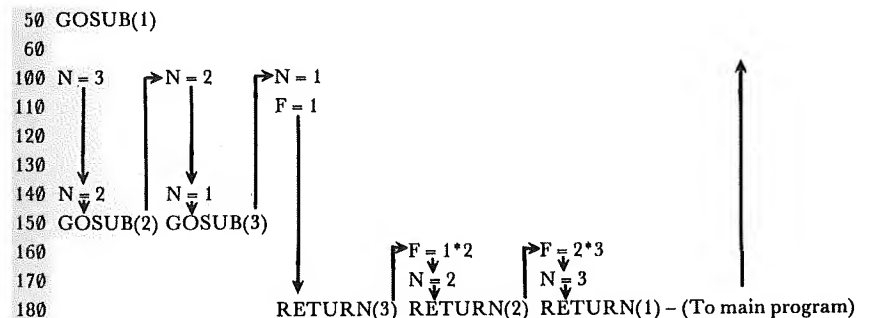 50 GOSUB(1)
60
100 N = 3 N = 2 N = 1
110 F = 1
120
130
140 N = 2 N = 1
150 GOSUB(2) GOSUB(3)
160 F = 1*2 F = 2*3
170 N = 2 N = 3
180 RETURN(3) RETURN(2) RETURN(1) – (To main program)